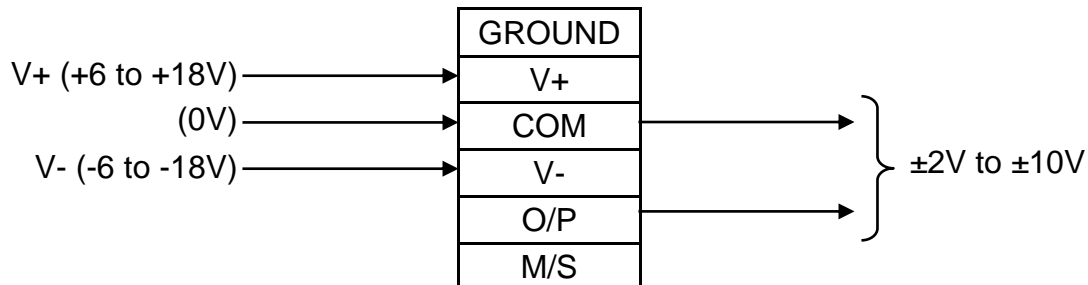 GROUND
V+ (+6 to +18V)
V+
(0V)
COM
V- (-6 to -18V)
V-
±2V to ±10V
O/P
M/S